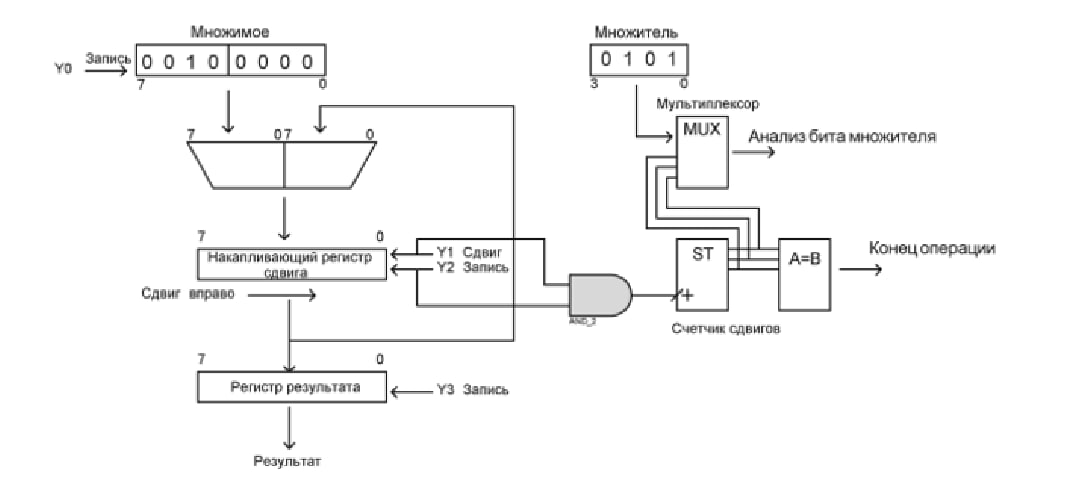 Множимое
Y0 Запись 0 0 1 0 0 0 0 0
7 0
Множитель
0 1 0 1
3 0
Мультиплексор
MUX
Анализ бита множителя
7 0 7 0
7 0
Накапливающий регистр
сдвига
Y1 Сдвиг
Y2 Запись
Сдвиг вправо
AND_2
+
ST
A=B
Конец операции
Счетчик сдвигов
7 0
Регистр результата
Y3 Запись
Результат